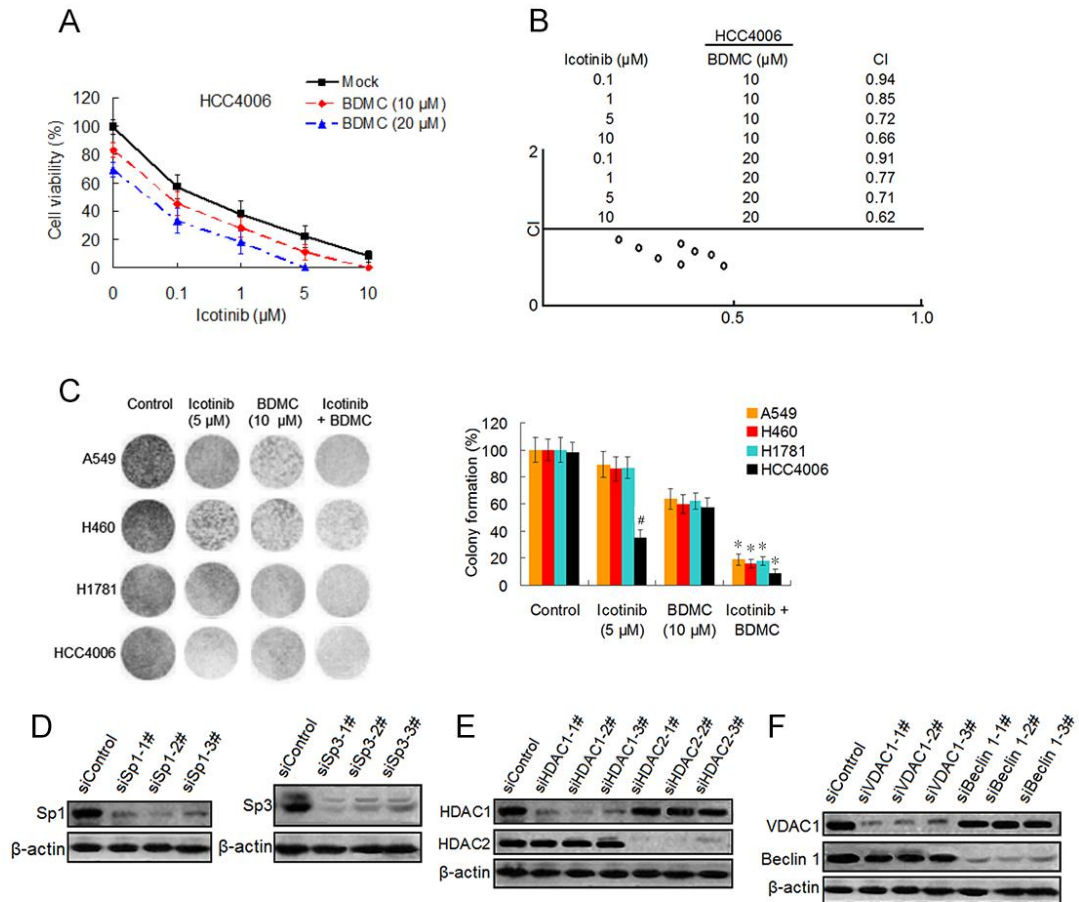 A
HCC4006
Mock
BDMC (10 µM)
BDMC (20 µM)
Cell viability (%)
120
100
80
60
40
20
0
0 0.1 1 5 10
Icotinib (µM)
B
HCC4006
Icotinib (µM) BDMC (µM) CI
0.1 10 0.94
1 10 0.85
5 10 0.72
10 10 0.66
0.1 20 0.91
1 20 0.77
5 20 0.71
10 20 0.62
2
CI
0
0.5 1.0
C
Control Icotinib (5 µM) BDMC (10 µM) Icotinib + BDMC
A549
H460
H1781
HCC4006
A549
H460
H1781
HCC4006
Colony formation (%)
120
100
80
60
40
20
0
#
* * * *
Control Icotinib (5 µM) BDMC (10 µM) Icotinib + BDMC
D
siControl siSp1-1# siSp1-2# siSp1-3#
Sp1
β-actin
siControl siSp3-1# siSp3-2# siSp3-3#
Sp3
β-actin
E
siControl siHDAC1-1# siHDAC1-2# siHDAC1-3# siHDAC2-1# siHDAC2-2# siHDAC2-3#
HDAC1
HDAC2
β-actin
F
siControl siVDAC1-1# siVDAC1-2# siVDAC1-3# siBeclin 1-1# siBeclin 1-2# siBeclin 1-3#
VDAC1
Beclin 1
β-actin